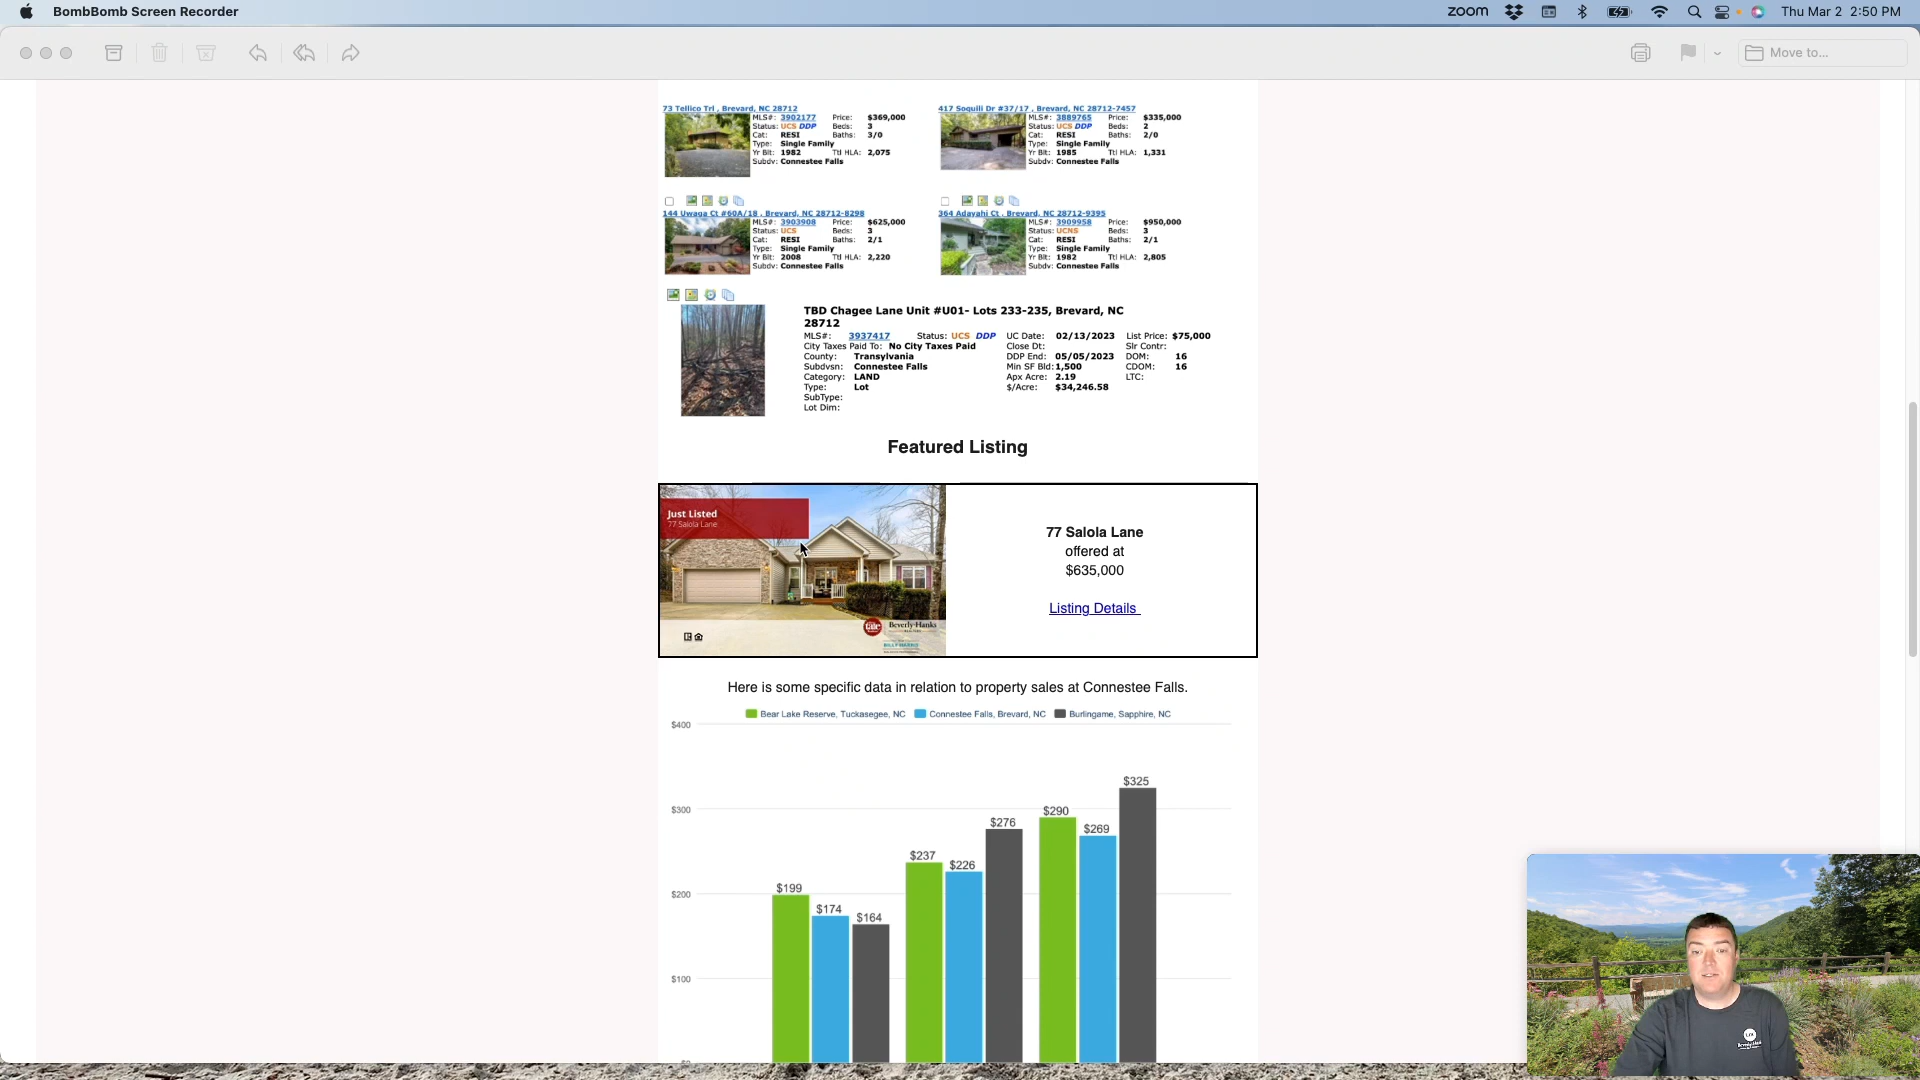 BombBomb Screen Recorder
zoom
Thu Mar 2 2:50 PM
Move to...
73 Tellico Trl , Brevard, NC 28712
MLS#: 3902177 Price: $369,000
Status: UCS DDP Beds: 3
Cat: RESI Baths: 3/0
Type: Single Family
Yr Blt: 1982 Ttl HLA: 2,075
Subdv: Connestee Falls
417 Soquili Dr #37/17 , Brevard, NC 28712-7457
MLS#: 3889765 Price: $335,000
Status: UCS DDP Beds: 2
Cat: RESI Baths: 2/0
Type: Single Family
Yr Blt: 1985 Ttl HLA: 1,331
Subdv: Connestee Falls
144 Uwaga Ct #60A/18 , Brevard, NC 28712-8298
MLS#: 3903908 Price: $625,000
Status: UCS Beds: 3
Cat: RESI Baths: 2/1
Type: Single Family
Yr Blt: 2008 Ttl HLA: 2,220
Subdv: Connestee Falls
364 Adayahi Ct , Brevard, NC 28712-9395
MLS#: 3909958 Price: $950,000
Status: UCNS Beds: 3
Cat: RESI Baths: 2/1
Type: Single Family
Yr Blt: 1982 Ttl HLA: 2,805
Subdv: Connestee Falls
TBD Chagee Lane Unit #U01- Lots 233-235, Brevard, NC
28712
MLS#: 3937417 Status: UCS DDP UC Date: 02/13/2023 List Price: $75,000
City Taxes Paid To: No City Taxes Paid Close Dt: Slr Contr:
County: Transylvania DDP End: 05/05/2023 DOM: 16
Subdvsn: Connestee Falls Min SF Bld: 1,500 CDOM: 16
Category: LAND Apx Acre: 2.19 LTC:
Type: Lot $/Acre: $34,246.58
SubType:
Lot Dim:
Featured Listing
Just Listed
77 Salola Lane
Beverly-Hanks
77 Salola Lane
offered at
$635,000
Listing Details
Here is some specific data in relation to property sales at Connestee Falls.
Bear Lake Reserve, Tuckasegee, NC Connestee Falls, Brevard, NC Burlingame, Sapphire, NC
$400
$325
$300
$290
$276
$269
$237
$226
$200
$199
$174
$164
$100